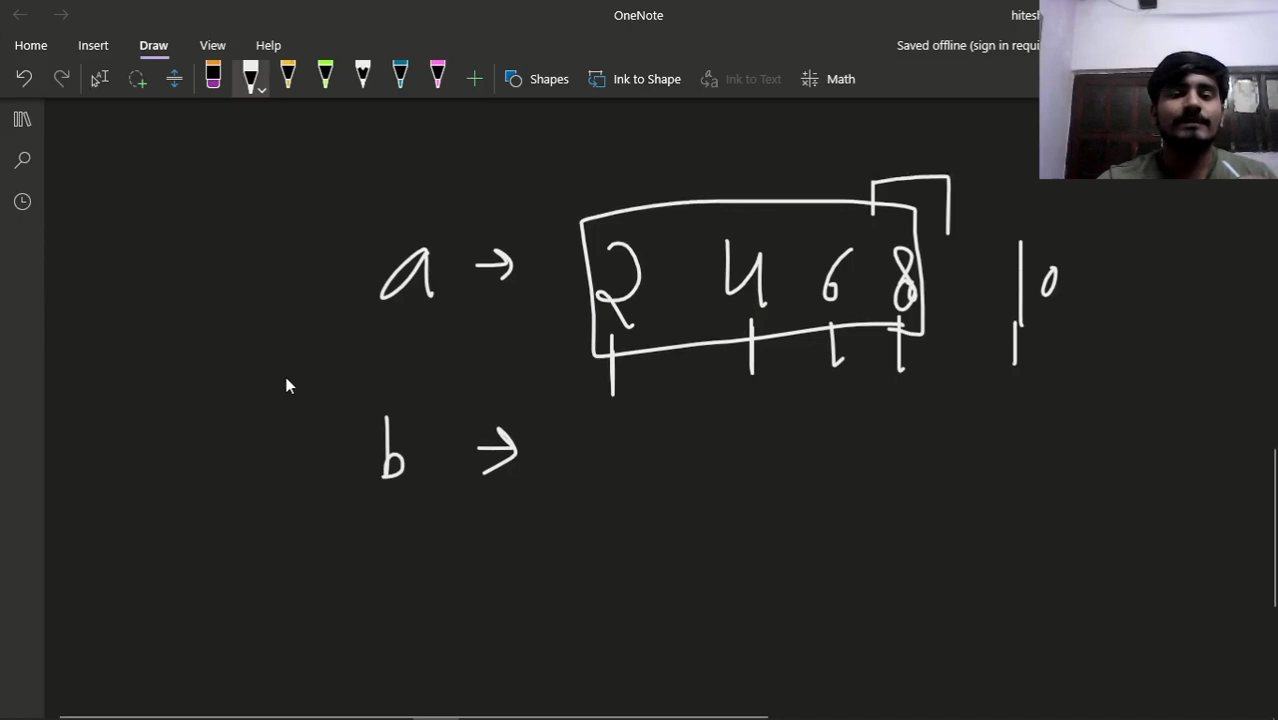 OneNote
hitesh
Home Insert Draw View Help
Saved offline (sign in requi
Shapes Ink to Shape Ink to Text Math
a → 2 4 6 8 10
b →